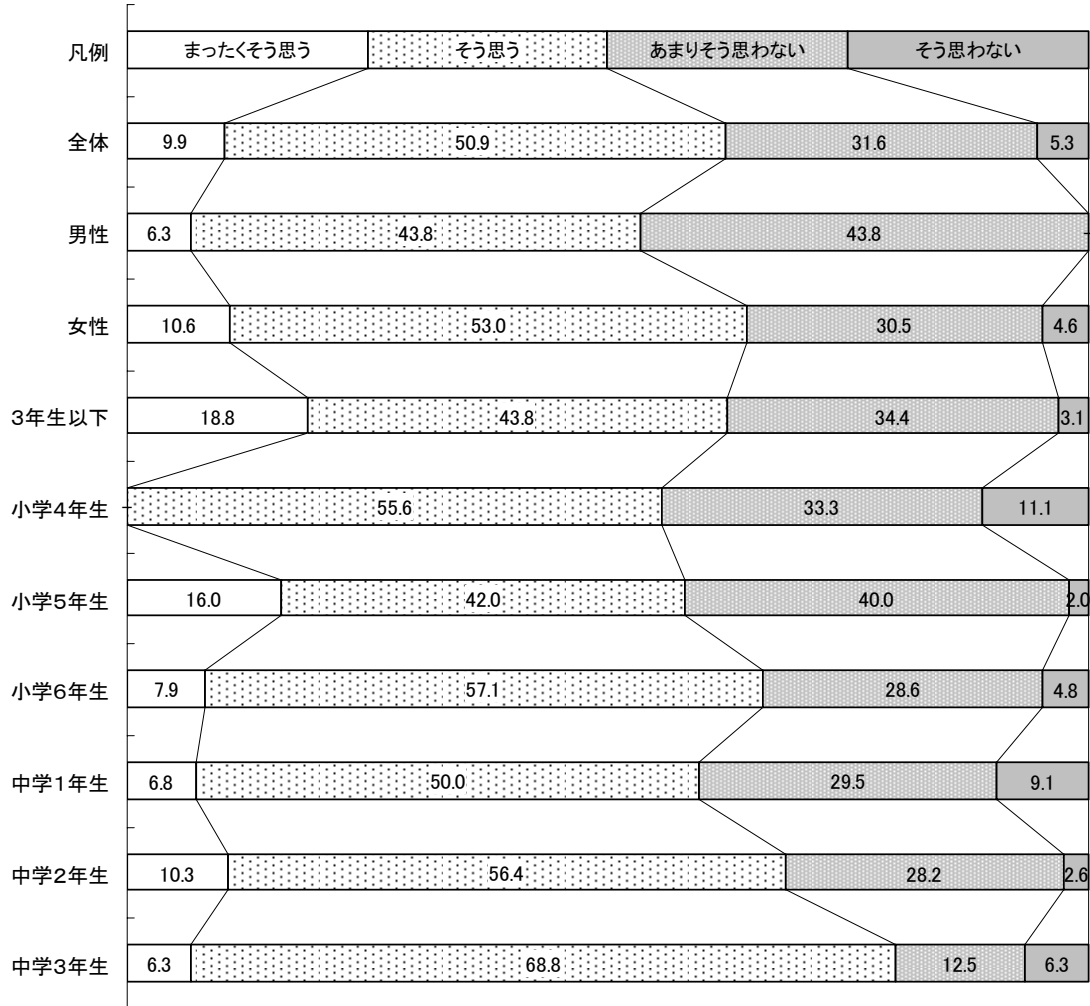 凡例 まったくそう思う そう思う あまりそう思わない そう思わない
全体 9.9 50.9 31.6 5.3
男性 6.3 43.8 43.8
女性 10.6 53.0 30.5 4.6
3年生以下 18.8 43.8 34.4 3.1
小学4年生 55.6 33.3 11.1
小学5年生 16.0 42.0 40.0 2.0
小学6年生 7.9 57.1 28.6 4.8
中学1年生 6.8 50.0 29.5 9.1
中学2年生 10.3 56.4 28.2 2.6
中学3年生 6.3 68.8 12.5 6.3